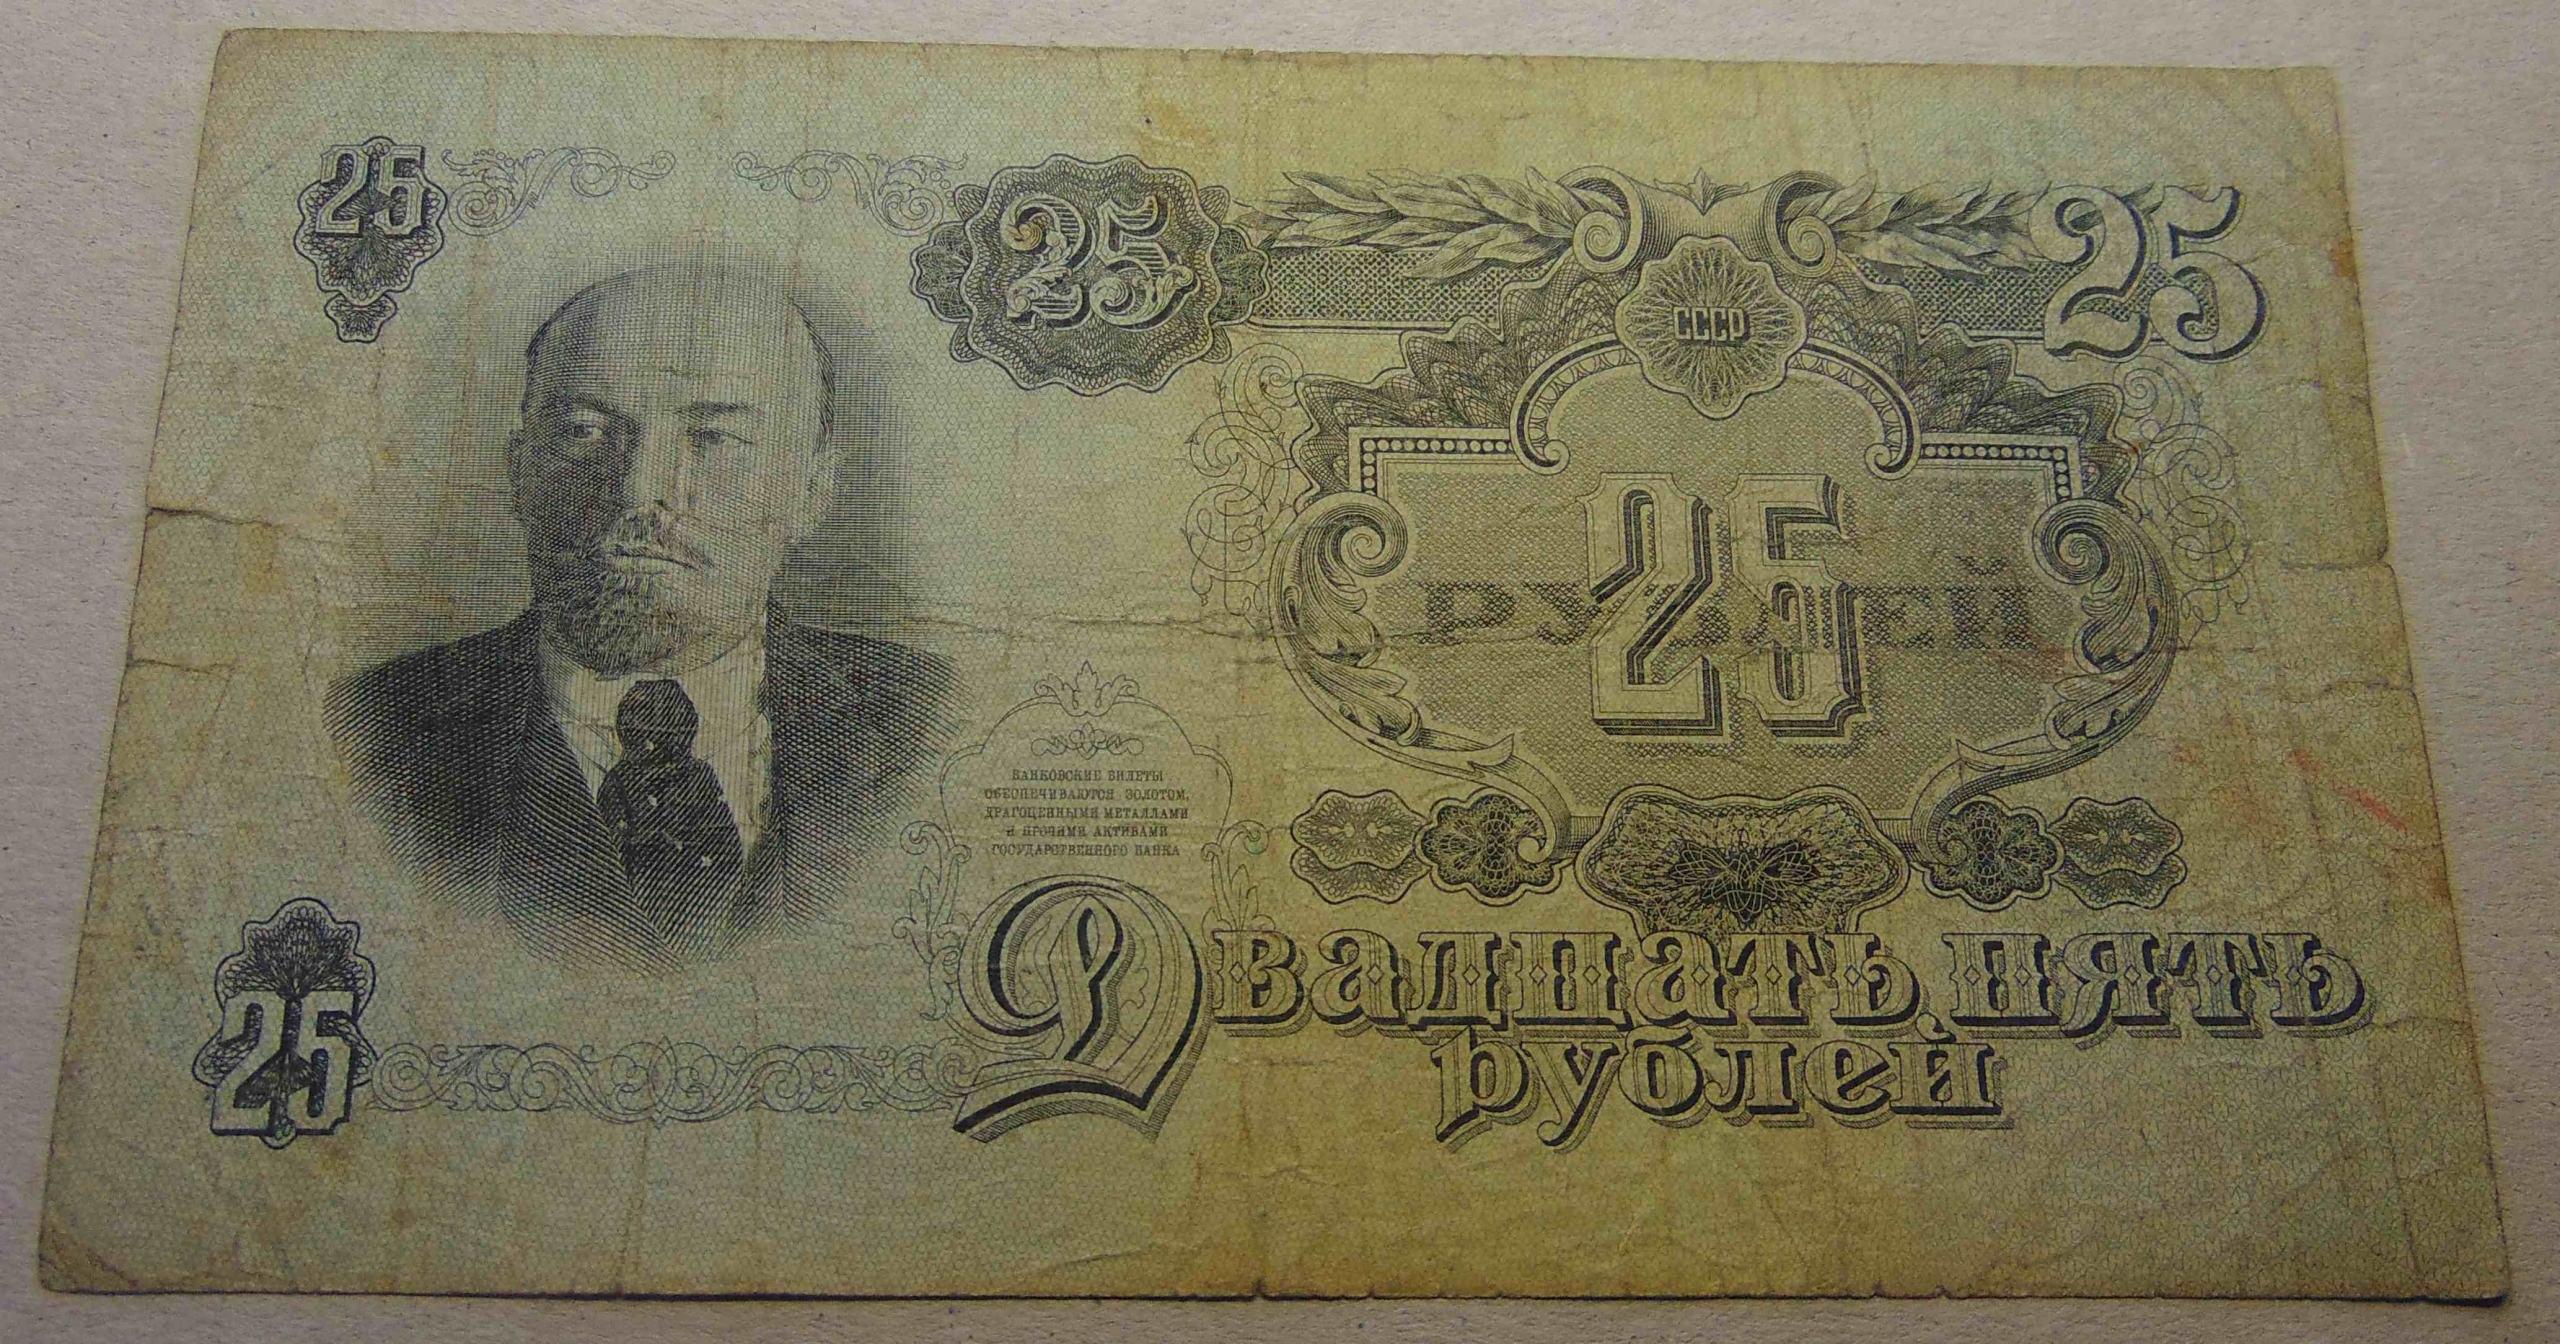 25
25
25
СССР
25
РУБЛЕЙ
БАНКОВСКИЕ БИЛЕТЫ
ОБЕСПЕЧИВАЮТСЯ ЗОЛОТОМ,
ДРАГОЦЕННЫМИ МЕТАЛЛАМИ
И ПРОЧИМИ АКТИВАМИ
ГОСУДАРСТВЕННОГО БАНКА
25
Двадцать пять
рублей